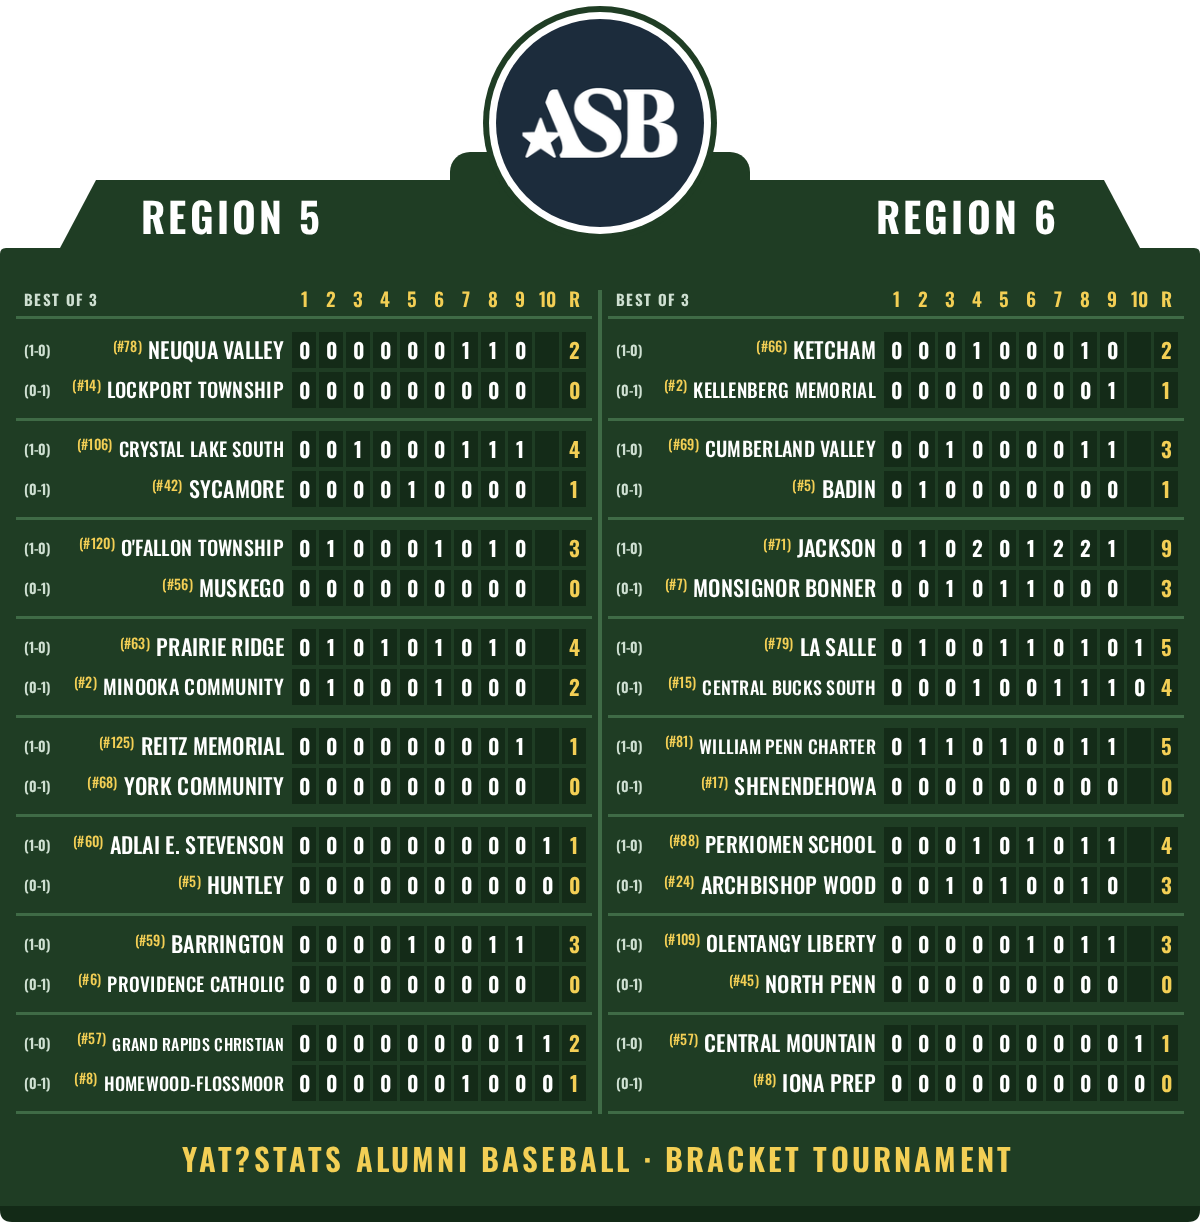 ASB
REGION 5
REGION 6
BEST OF 3 1 2 3 4 5 6 7 8 9 10 R
(1-0) (#78) NEUQUA VALLEY 0 0 0 0 0 0 1 1 0 2
(0-1) (#14) LOCKPORT TOWNSHIP 0 0 0 0 0 0 0 0 0 0
(1-0) (#106) CRYSTAL LAKE SOUTH 0 0 1 0 0 0 1 1 1 4
(0-1) (#42) SYCAMORE 0 0 0 0 1 0 0 0 0 1
(1-0) (#120) O'FALLON TOWNSHIP 0 1 0 0 0 1 0 1 0 3
(0-1) (#56) MUSKEGO 0 0 0 0 0 0 0 0 0 0
(1-0) (#63) PRAIRIE RIDGE 0 1 0 1 0 1 0 1 0 4
(0-1) (#2) MINOOKA COMMUNITY 0 1 0 0 0 1 0 0 0 2
(1-0) (#125) REITZ MEMORIAL 0 0 0 0 0 0 0 0 1 1
(0-1) (#68) YORK COMMUNITY 0 0 0 0 0 0 0 0 0 0
(1-0) (#60) ADLAI E. STEVENSON 0 0 0 0 0 0 0 0 0 1 1
(0-1) (#5) HUNTLEY 0 0 0 0 0 0 0 0 0 0 0
(1-0) (#59) BARRINGTON 0 0 0 0 1 0 0 1 1 3
(0-1) (#6) PROVIDENCE CATHOLIC 0 0 0 0 0 0 0 0 0 0
(1-0) (#57) GRAND RAPIDS CHRISTIAN 0 0 0 0 0 0 0 0 1 1 2
(0-1) (#8) HOMEWOOD-FLOSSMOOR 0 0 0 0 0 0 1 0 0 0 1
BEST OF 3 1 2 3 4 5 6 7 8 9 10 R
(1-0) (#66) KETCHAM 0 0 0 1 0 0 0 1 0 2
(0-1) (#2) KELLENBERG MEMORIAL 0 0 0 0 0 0 0 0 1 1
(1-0) (#69) CUMBERLAND VALLEY 0 0 1 0 0 0 0 1 1 3
(0-1) (#5) BADIN 0 1 0 0 0 0 0 0 0 1
(1-0) (#71) JACKSON 0 1 0 2 0 1 2 2 1 9
(0-1) (#7) MONSIGNOR BONNER 0 0 1 0 1 1 0 0 0 3
(1-0) (#79) LA SALLE 0 1 0 0 1 1 0 1 0 1 5
(0-1) (#15) CENTRAL BUCKS SOUTH 0 0 0 1 0 0 1 1 1 0 4
(1-0) (#81) WILLIAM PENN CHARTER 0 1 1 0 1 0 0 1 1 5
(0-1) (#17) SHENENDEHOWA 0 0 0 0 0 0 0 0 0 0
(1-0) (#88) PERKIOMEN SCHOOL 0 0 0 1 0 1 0 1 1 4
(0-1) (#24) ARCHBISHOP WOOD 0 0 1 0 1 0 0 1 0 3
(1-0) (#109) OLENTANGY LIBERTY 0 0 0 0 0 1 0 1 1 3
(0-1) (#45) NORTH PENN 0 0 0 0 0 0 0 0 0 0
(1-0) (#57) CENTRAL MOUNTAIN 0 0 0 0 0 0 0 0 0 1 1
(0-1) (#8) IONA PREP 0 0 0 0 0 0 0 0 0 0 0
YAT?STATS ALUMNI BASEBALL · BRACKET TOURNAMENT